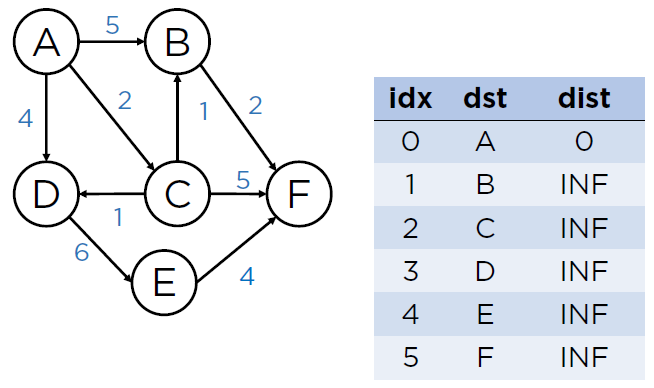 5
A
B
2
4
1
2
D
C
5
F
1
6
E
4
idx dst dist
0 A 0
1 B INF
2 C INF
3 D INF
4 E INF
5 F INF